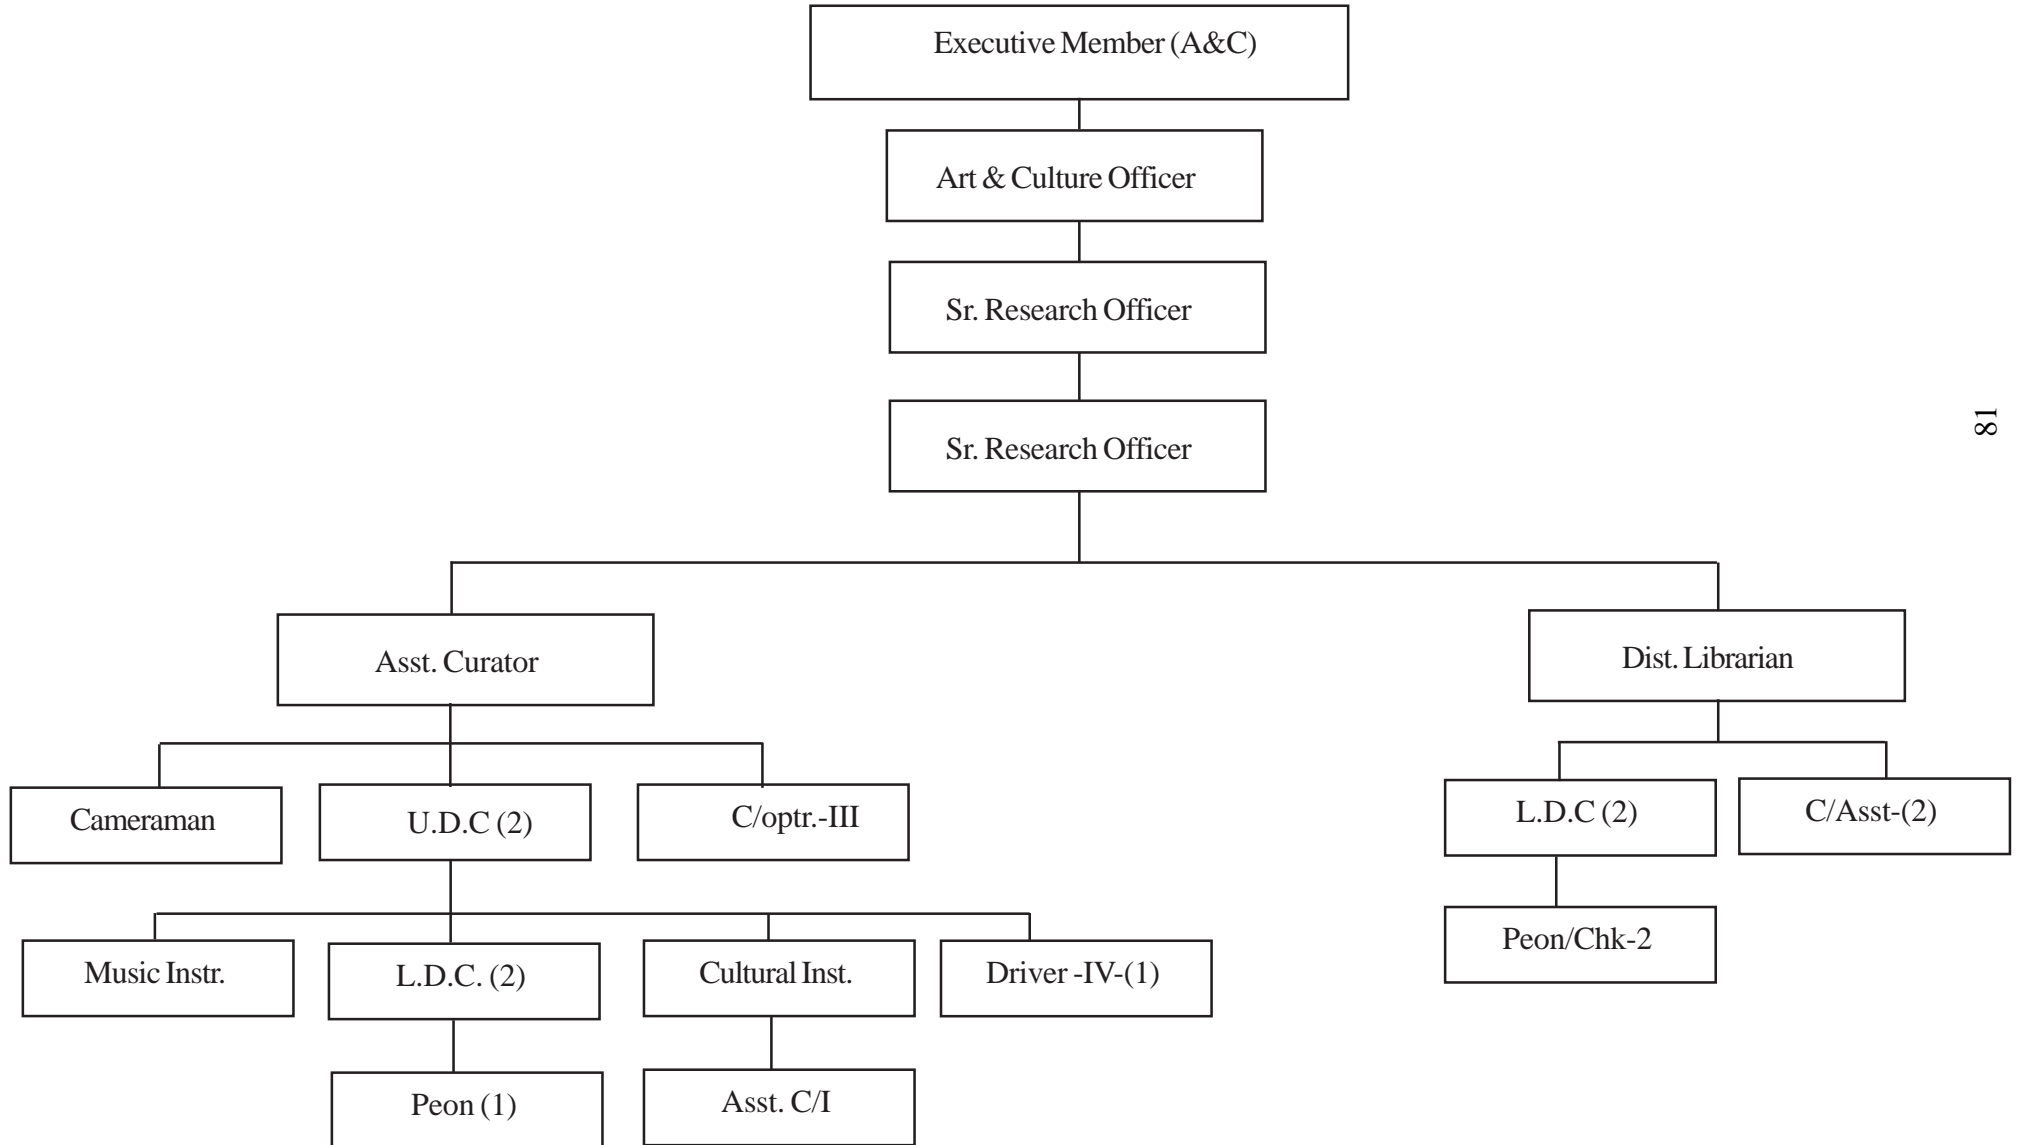 Executive Member (A&C)
Art & Culture Officer
Sr. Research Officer
Sr. Research Officer
81
Asst. Curator
Dist. Librarian
Cameraman
U.D.C (2)
C/optr.-III
L.D.C (2)
C/Asst-(2)
Music Instr.
L.D.C. (2)
Cultural Inst.
Driver -IV-(1)
Peon/Chk-2
Peon (1)
Asst. C/I